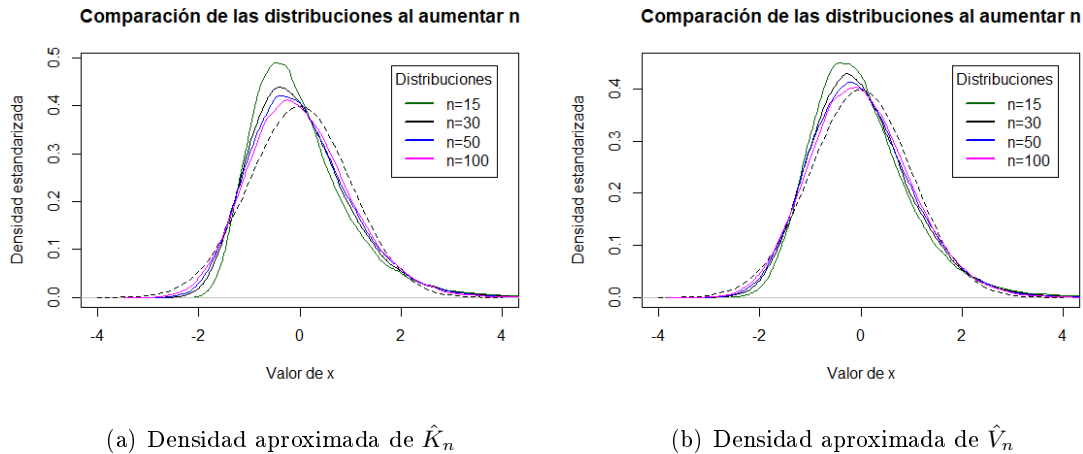 Comparación de las distribuciones al aumentar n
Densidad estandarizada
0.0 0.1 0.2 0.3 0.4 0.5
Distribuciones
n=15
n=30
n=50
n=100
-4 -2 0 2 4
Valor de x
(a) Densidad aproximada de K̂ₙ
Comparación de las distribuciones al aumentar n
Densidad estandarizada
0.0 0.1 0.2 0.3 0.4
Distribuciones
n=15
n=30
n=50
n=100
-4 -2 0 2 4
Valor de x
(b) Densidad aproximada de V̂ₙ